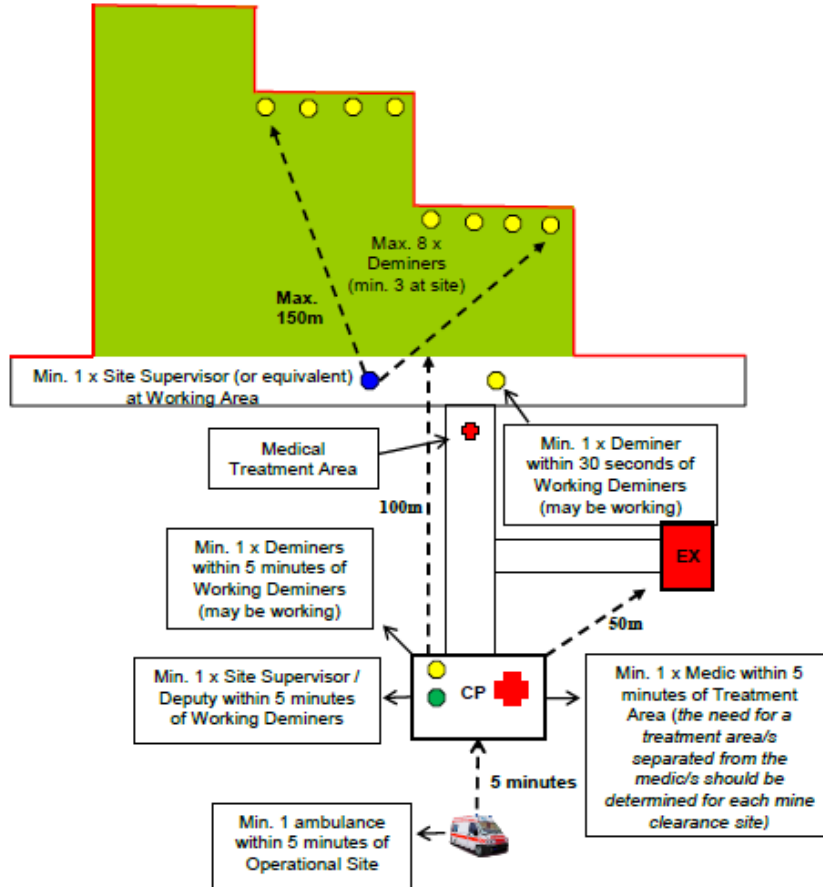 Max. 8 x
Deminers
(min. 3 at site)
Max.
150m
Min. 1 x Site Supervisor (or equivalent)
at Working Area
Medical
Treatment Area
Min. 1 x Deminer
within 30 seconds of
Working Deminers
(may be working)
100m
Min. 1 x Deminers
within 5 minutes of
Working Deminers
(may be working)
EX
50m
Min. 1 x Site Supervisor /
Deputy within 5 minutes
of Working Deminers
CP
Min. 1 x Medic within 5
minutes of Treatment
Area (the need for a
treatment area/s
separated from the
medic/s should be
determined for each mine
clearance site)
5 minutes
Min. 1 ambulance
within 5 minutes of
Operational Site